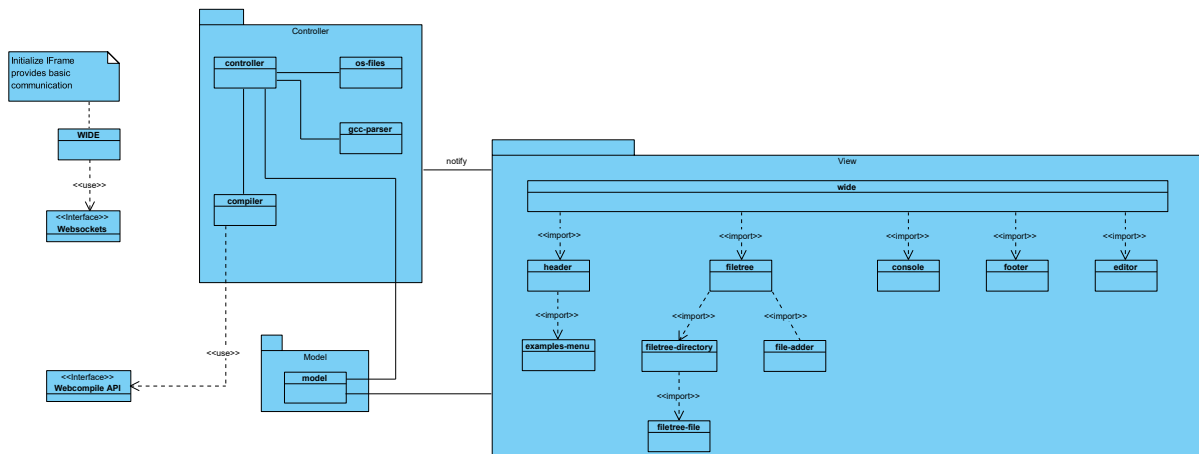 Controller
Initialize IFrame
provides basic
communication
controller
os-files
WIDE
gcc-parser
<<use>>
notify
View
wide
compiler
<<Interface>>
Websockets
<<import>>
<<import>>
<<import>>
<<import>>
<<import>>
header
filetree
console
footer
editor
<<import>>
<<import>>
<<import>>
examples-menu
filetree-directory
file-adder
<<use>>
Model
model
<<Interface>>
Webcompile API
<<import>>
filetree-file